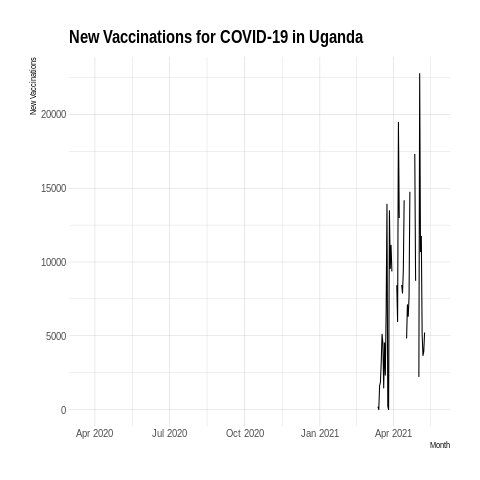 New Vaccinations for COVID-19 in Uganda
New Vaccinations
20000
15000
10000
5000
0
Apr 2020 Jul 2020 Oct 2020 Jan 2021 Apr 2021
Month